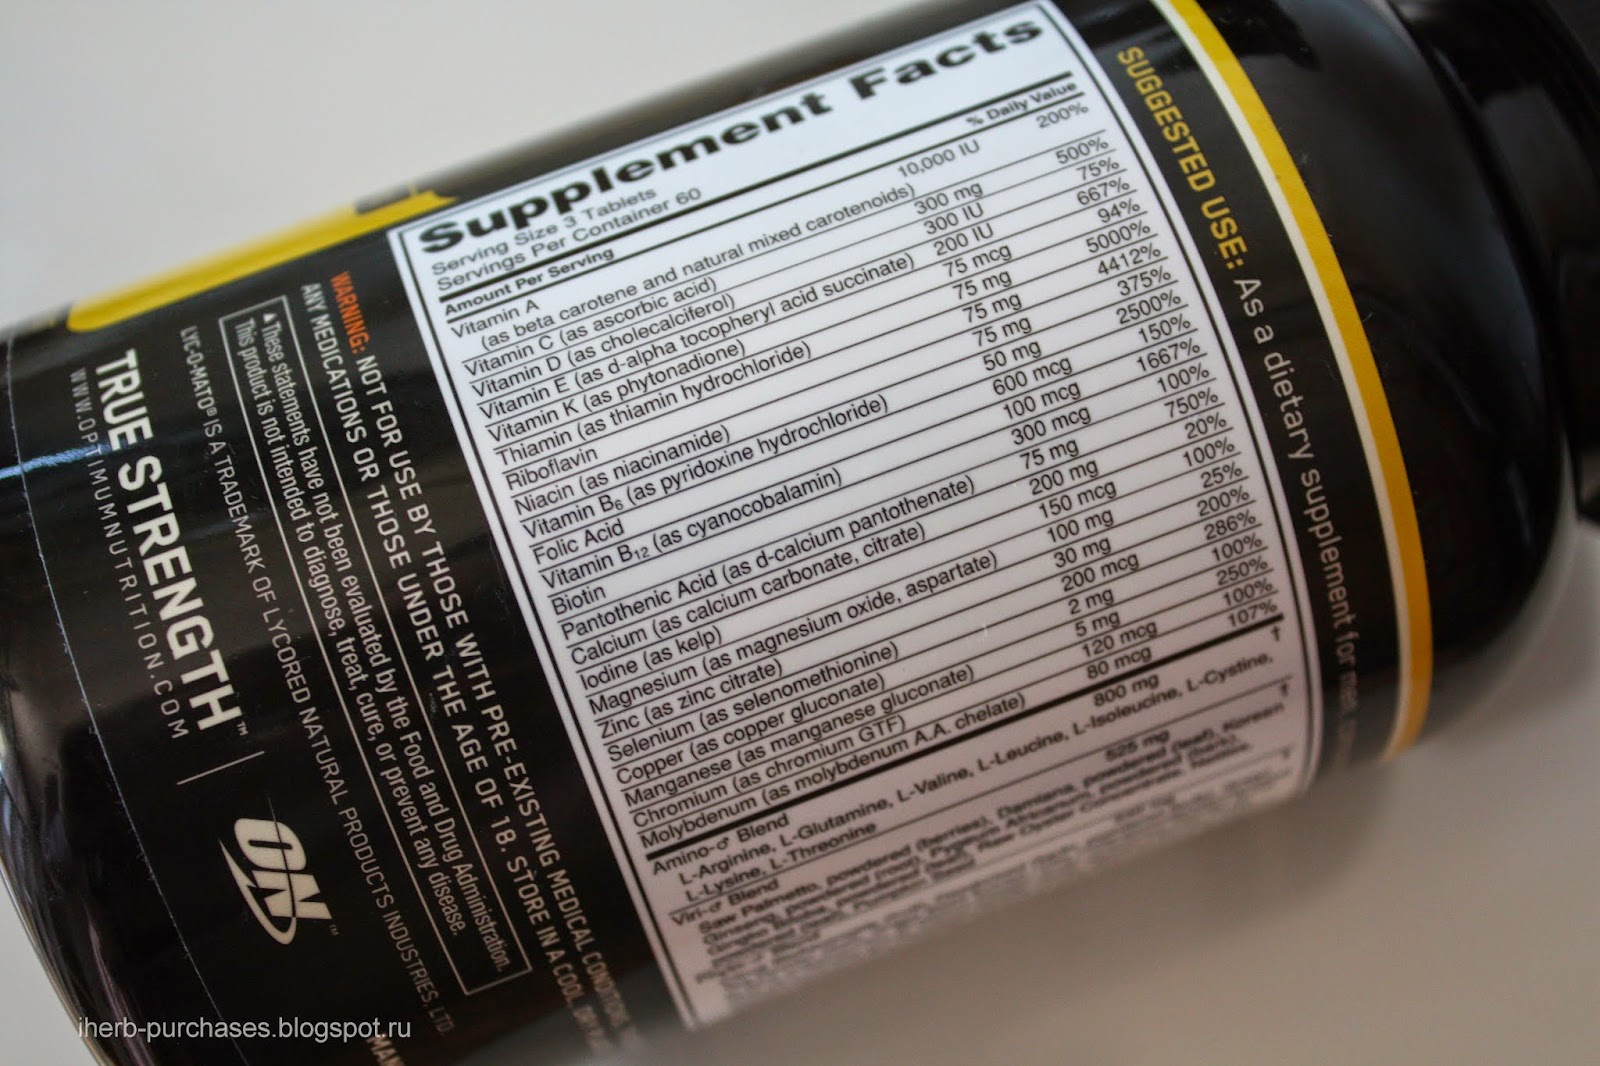 Supplement Facts
Serving Size 3 Tablets
Servings Per Container 60
Amount Per Serving % Daily Value
Vitamin A 10,000 IU 200%
(as beta carotene and natural mixed carotenoids)
Vitamin C (as ascorbic acid) 300 mg 500%
Vitamin D (as cholecalciferol) 300 IU 75%
Vitamin E (as d-alpha tocopheryl acid succinate) 200 IU 667%
Vitamin K (as phytonadione) 75 mcg 94%
Thiamin (as thiamin hydrochloride) 75 mg 5000%
Riboflavin 75 mg 4412%
Niacin (as niacinamide) 75 mg 375%
Vitamin B6 (as pyridoxine hydrochloride) 50 mg 2500%
Folic Acid 600 mcg 150%
Vitamin B12 (as cyanocobalamin) 100 mcg 1667%
Biotin 300 mcg 100%
Pantothenic Acid (as d-calcium pantothenate) 75 mg 750%
Calcium (as calcium carbonate, citrate) 200 mg 20%
Iodine (as kelp) 150 mcg 100%
Magnesium (as magnesium oxide, aspartate) 100 mg 25%
Zinc (as zinc citrate) 30 mg 200%
Selenium (as selenomethionine) 200 mcg 286%
Copper (as copper gluconate) 2 mg 100%
Manganese (as manganese gluconate) 5 mg 250%
Chromium (as chromium GTF) 120 mcg 100%
Molybdenum (as molybdenum A.A. chelate) 80 mcg 107%
Amino-♂ Blend 800 mg †
L-Arginine, L-Glutamine, L-Valine, L-Leucine, L-Isoleucine, L-Cystine,
L-Lysine, L-Threonine
Viri-♂ Blend 525 mg †
Saw Palmetto, powdered (berries), Damiana, powdered (leaf), Korean
SUGGESTED USE: As a dietary supplement for men,
WARNING: NOT FOR USE BY THOSE WITH PRE-EXISTING MEDICAL CONDITIONS
ANY MEDICATIONS OR THOSE UNDER THE AGE OF 18. STORE IN A COOL, DRY
▲These statements have not been evaluated by the Food and Drug Administration.
This product is not intended to diagnose, treat, cure, or prevent any disease.
LYC-O-MATO® IS A TRADEMARK OF LYCORED NATURAL PRODUCTS INDUSTRIES, LTD.
TRUE STRENGTH™ | ON™
WWW.OPTIMUMNUTRITION.COM
iherb-purchases.blogspot.ru